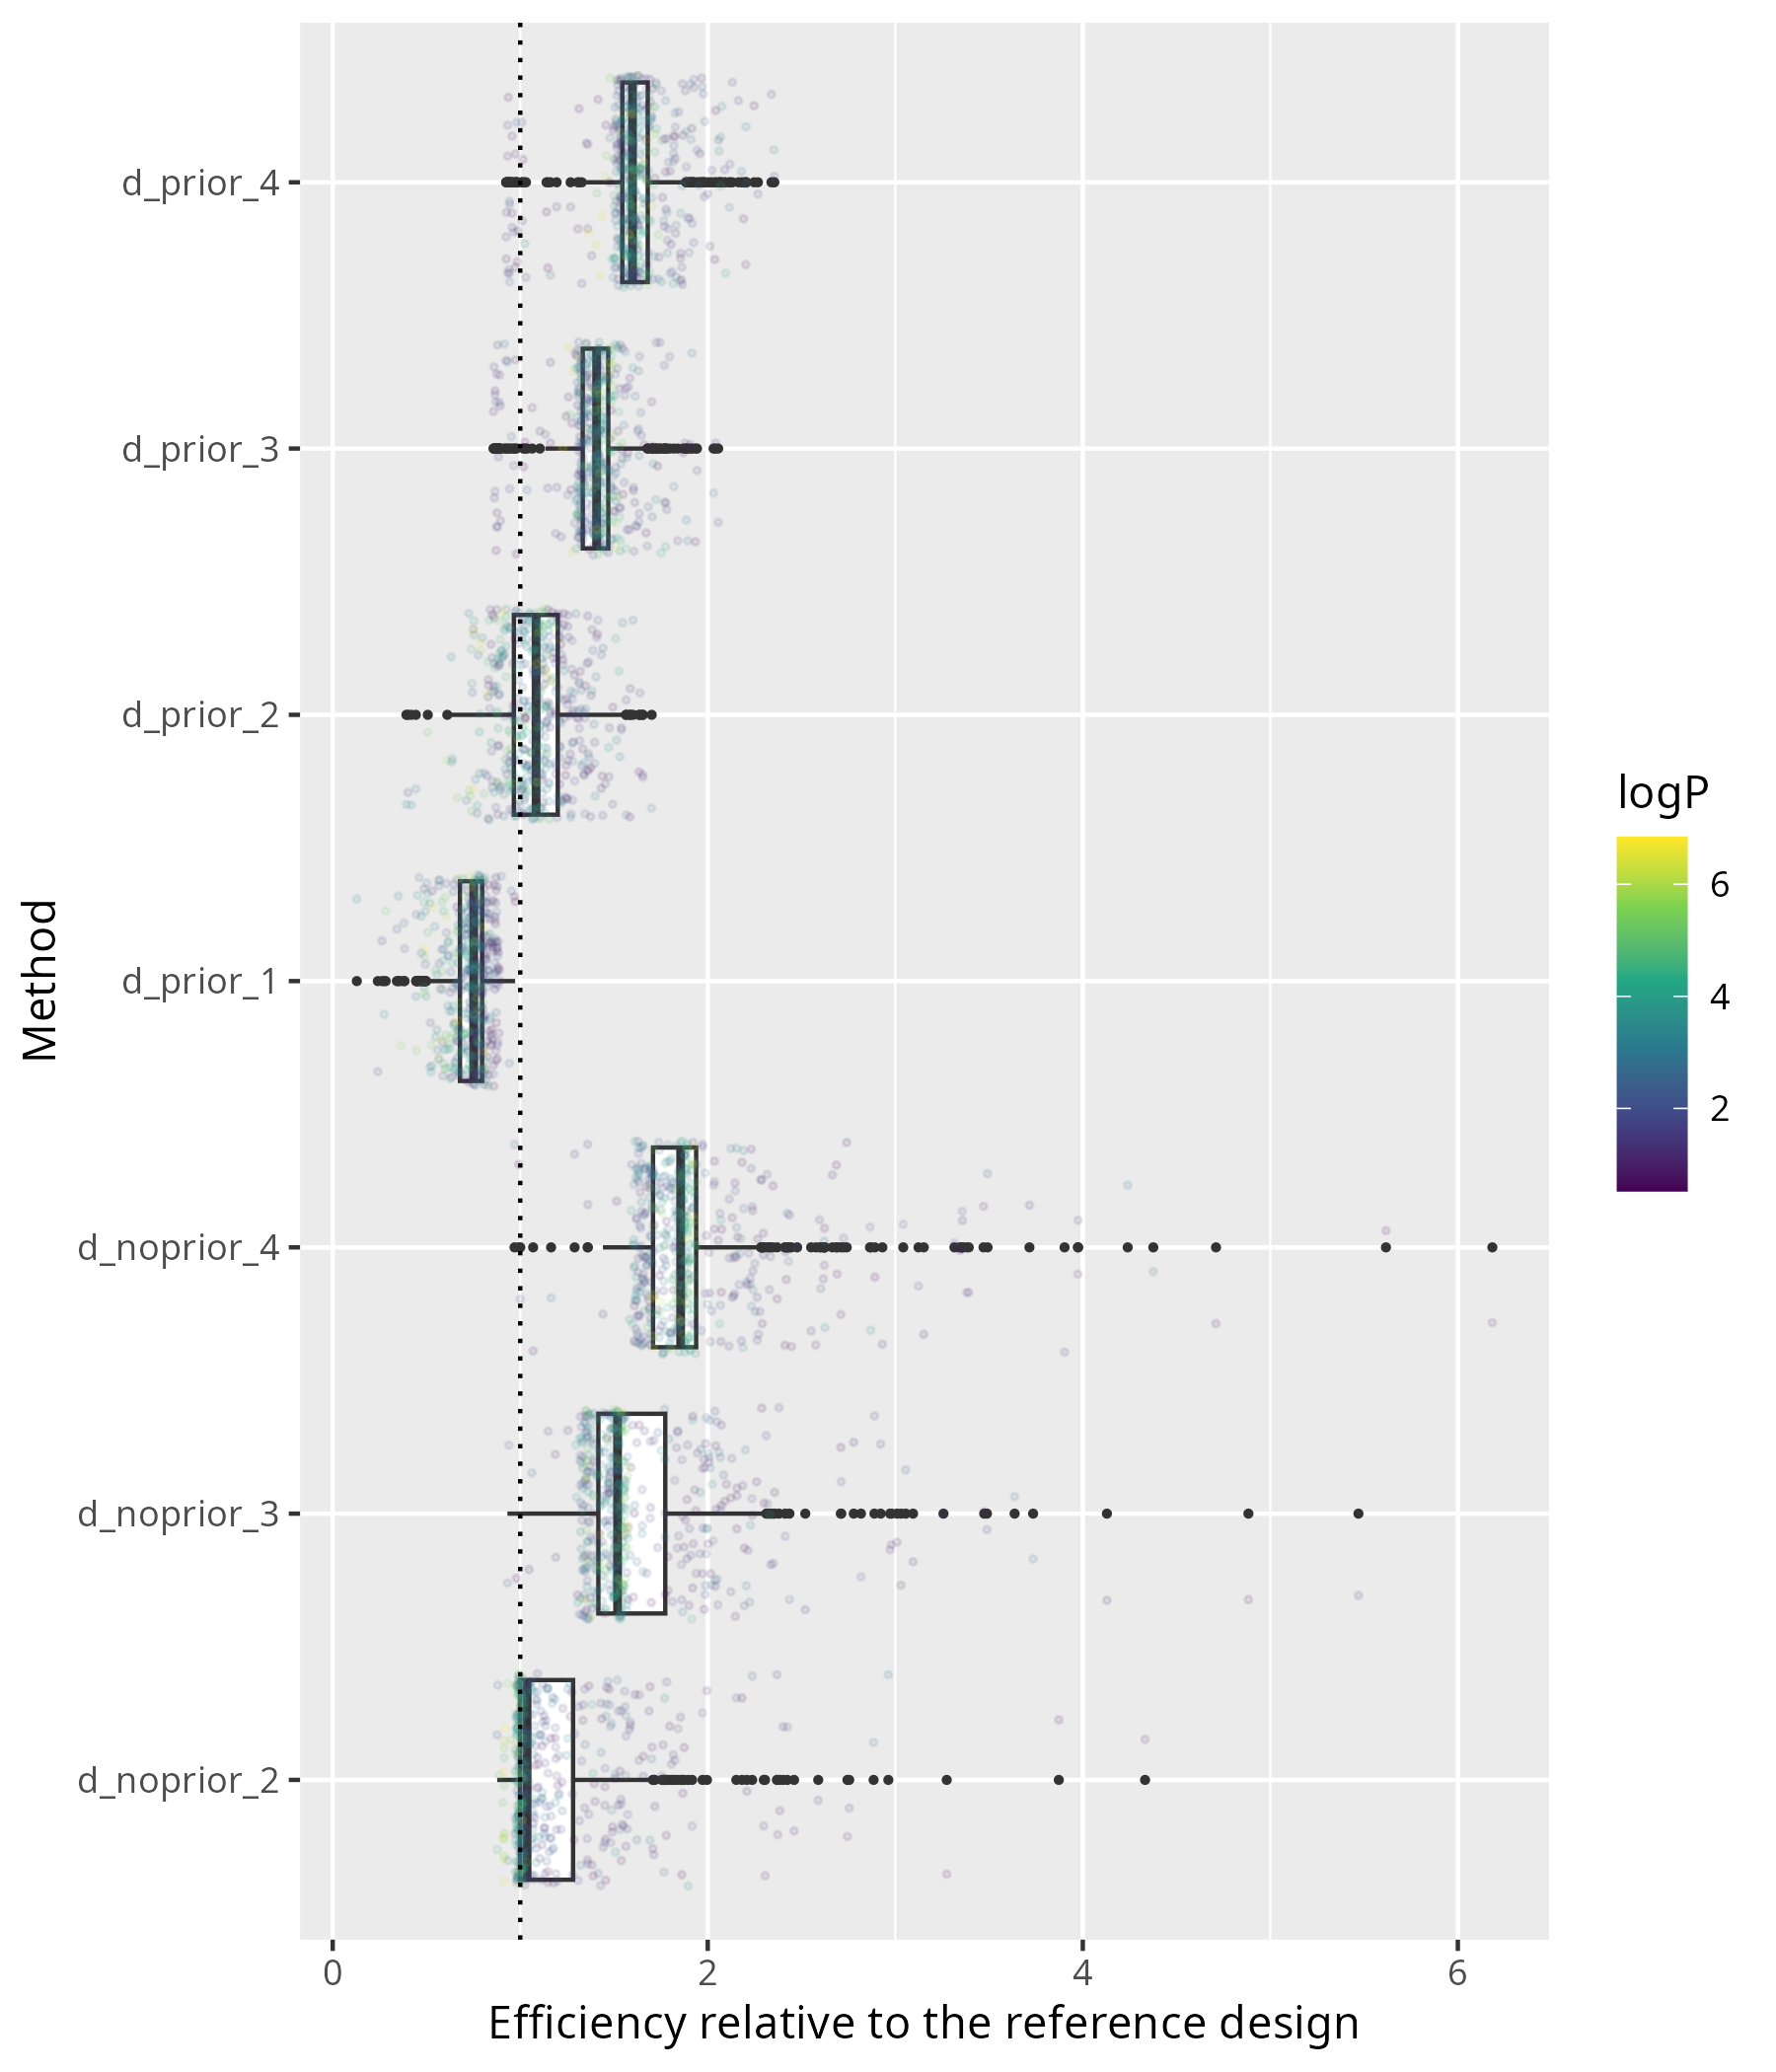 d_prior_4
d_prior_3
d_prior_2
d_prior_1
d_noprior_4
d_noprior_3
d_noprior_2
Method
0 2 4 6
Efficiency relative to the reference design
logP
6
4
2